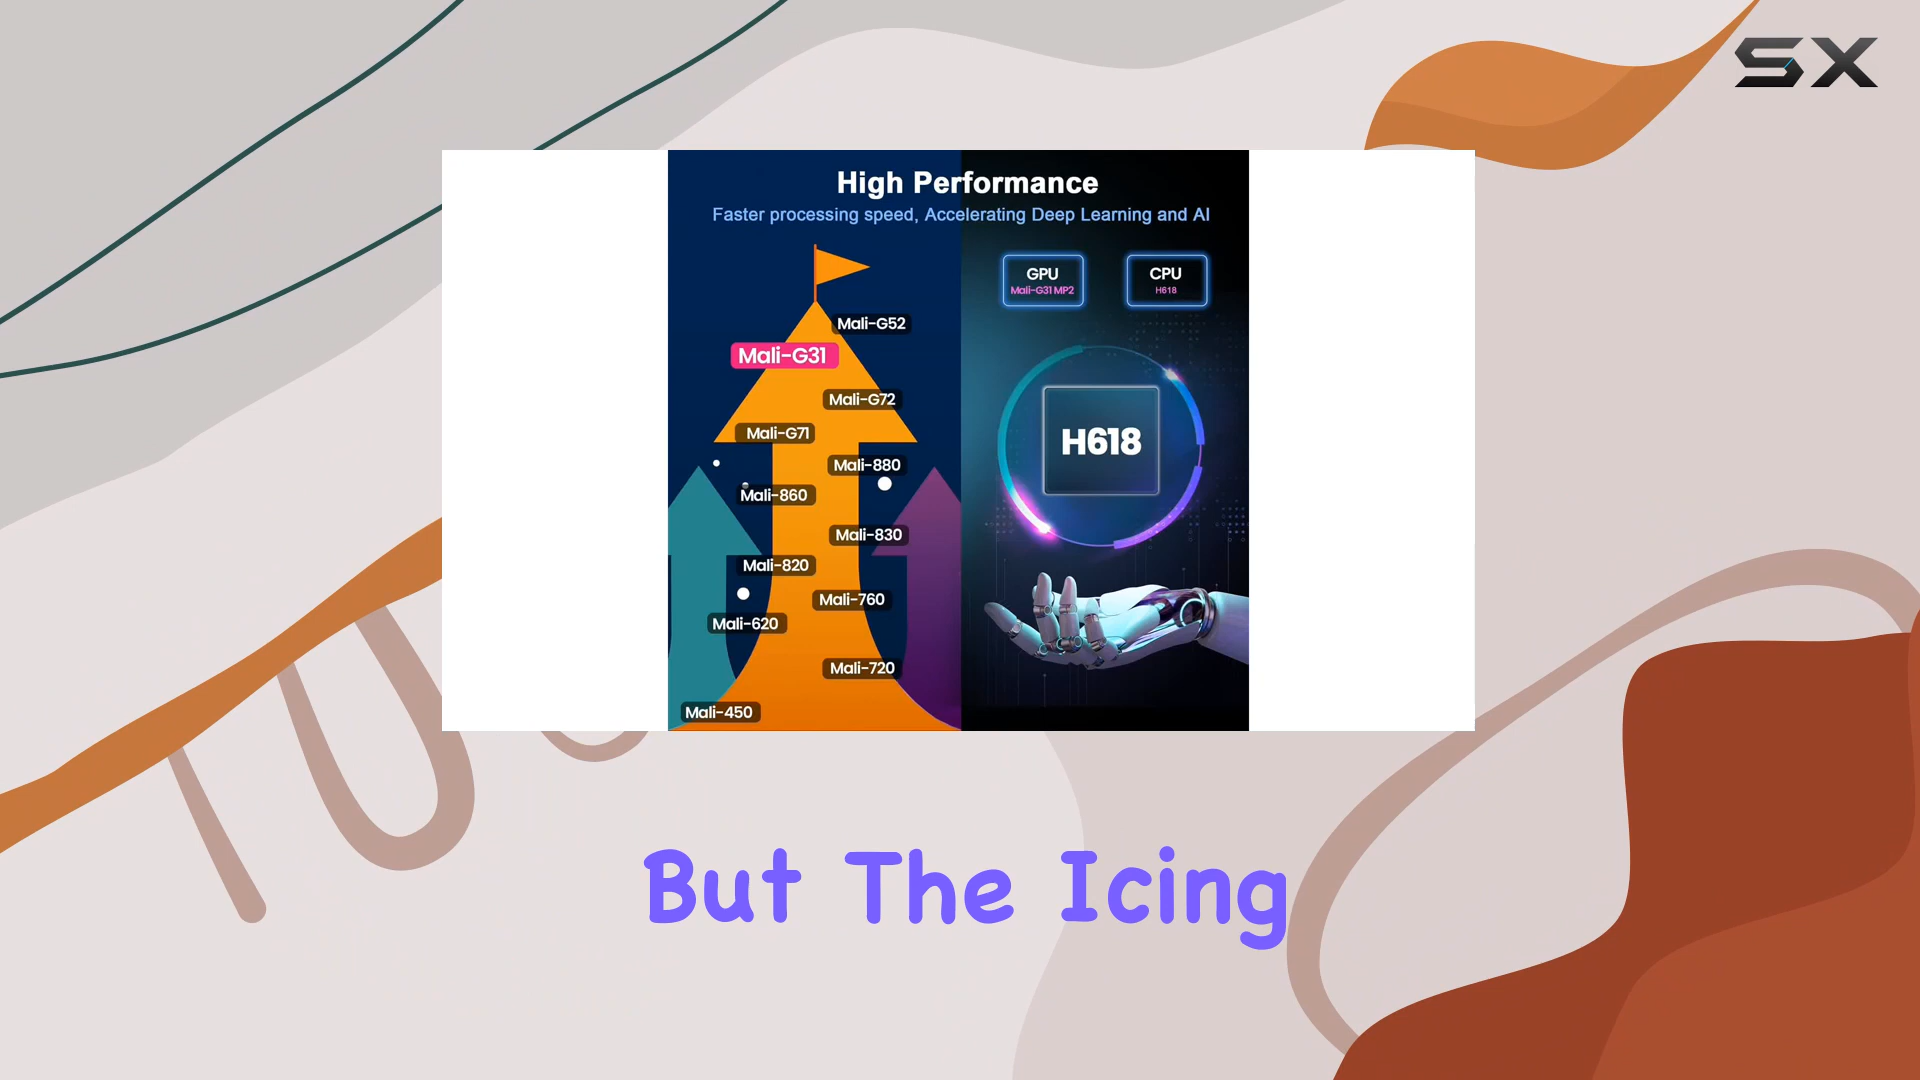 SX
High Performance
Faster processing speed, Accelerating Deep Learning and AI
Mali-G52
Mali-G31
Mali-G72
Mali-G71
Mali-880
Mali-860
Mali-830
Mali-820
Mali-760
Mali-620
Mali-720
Mali-450
GPU
Mali-G31 MP2
CPU
H618
H618
But The Icing